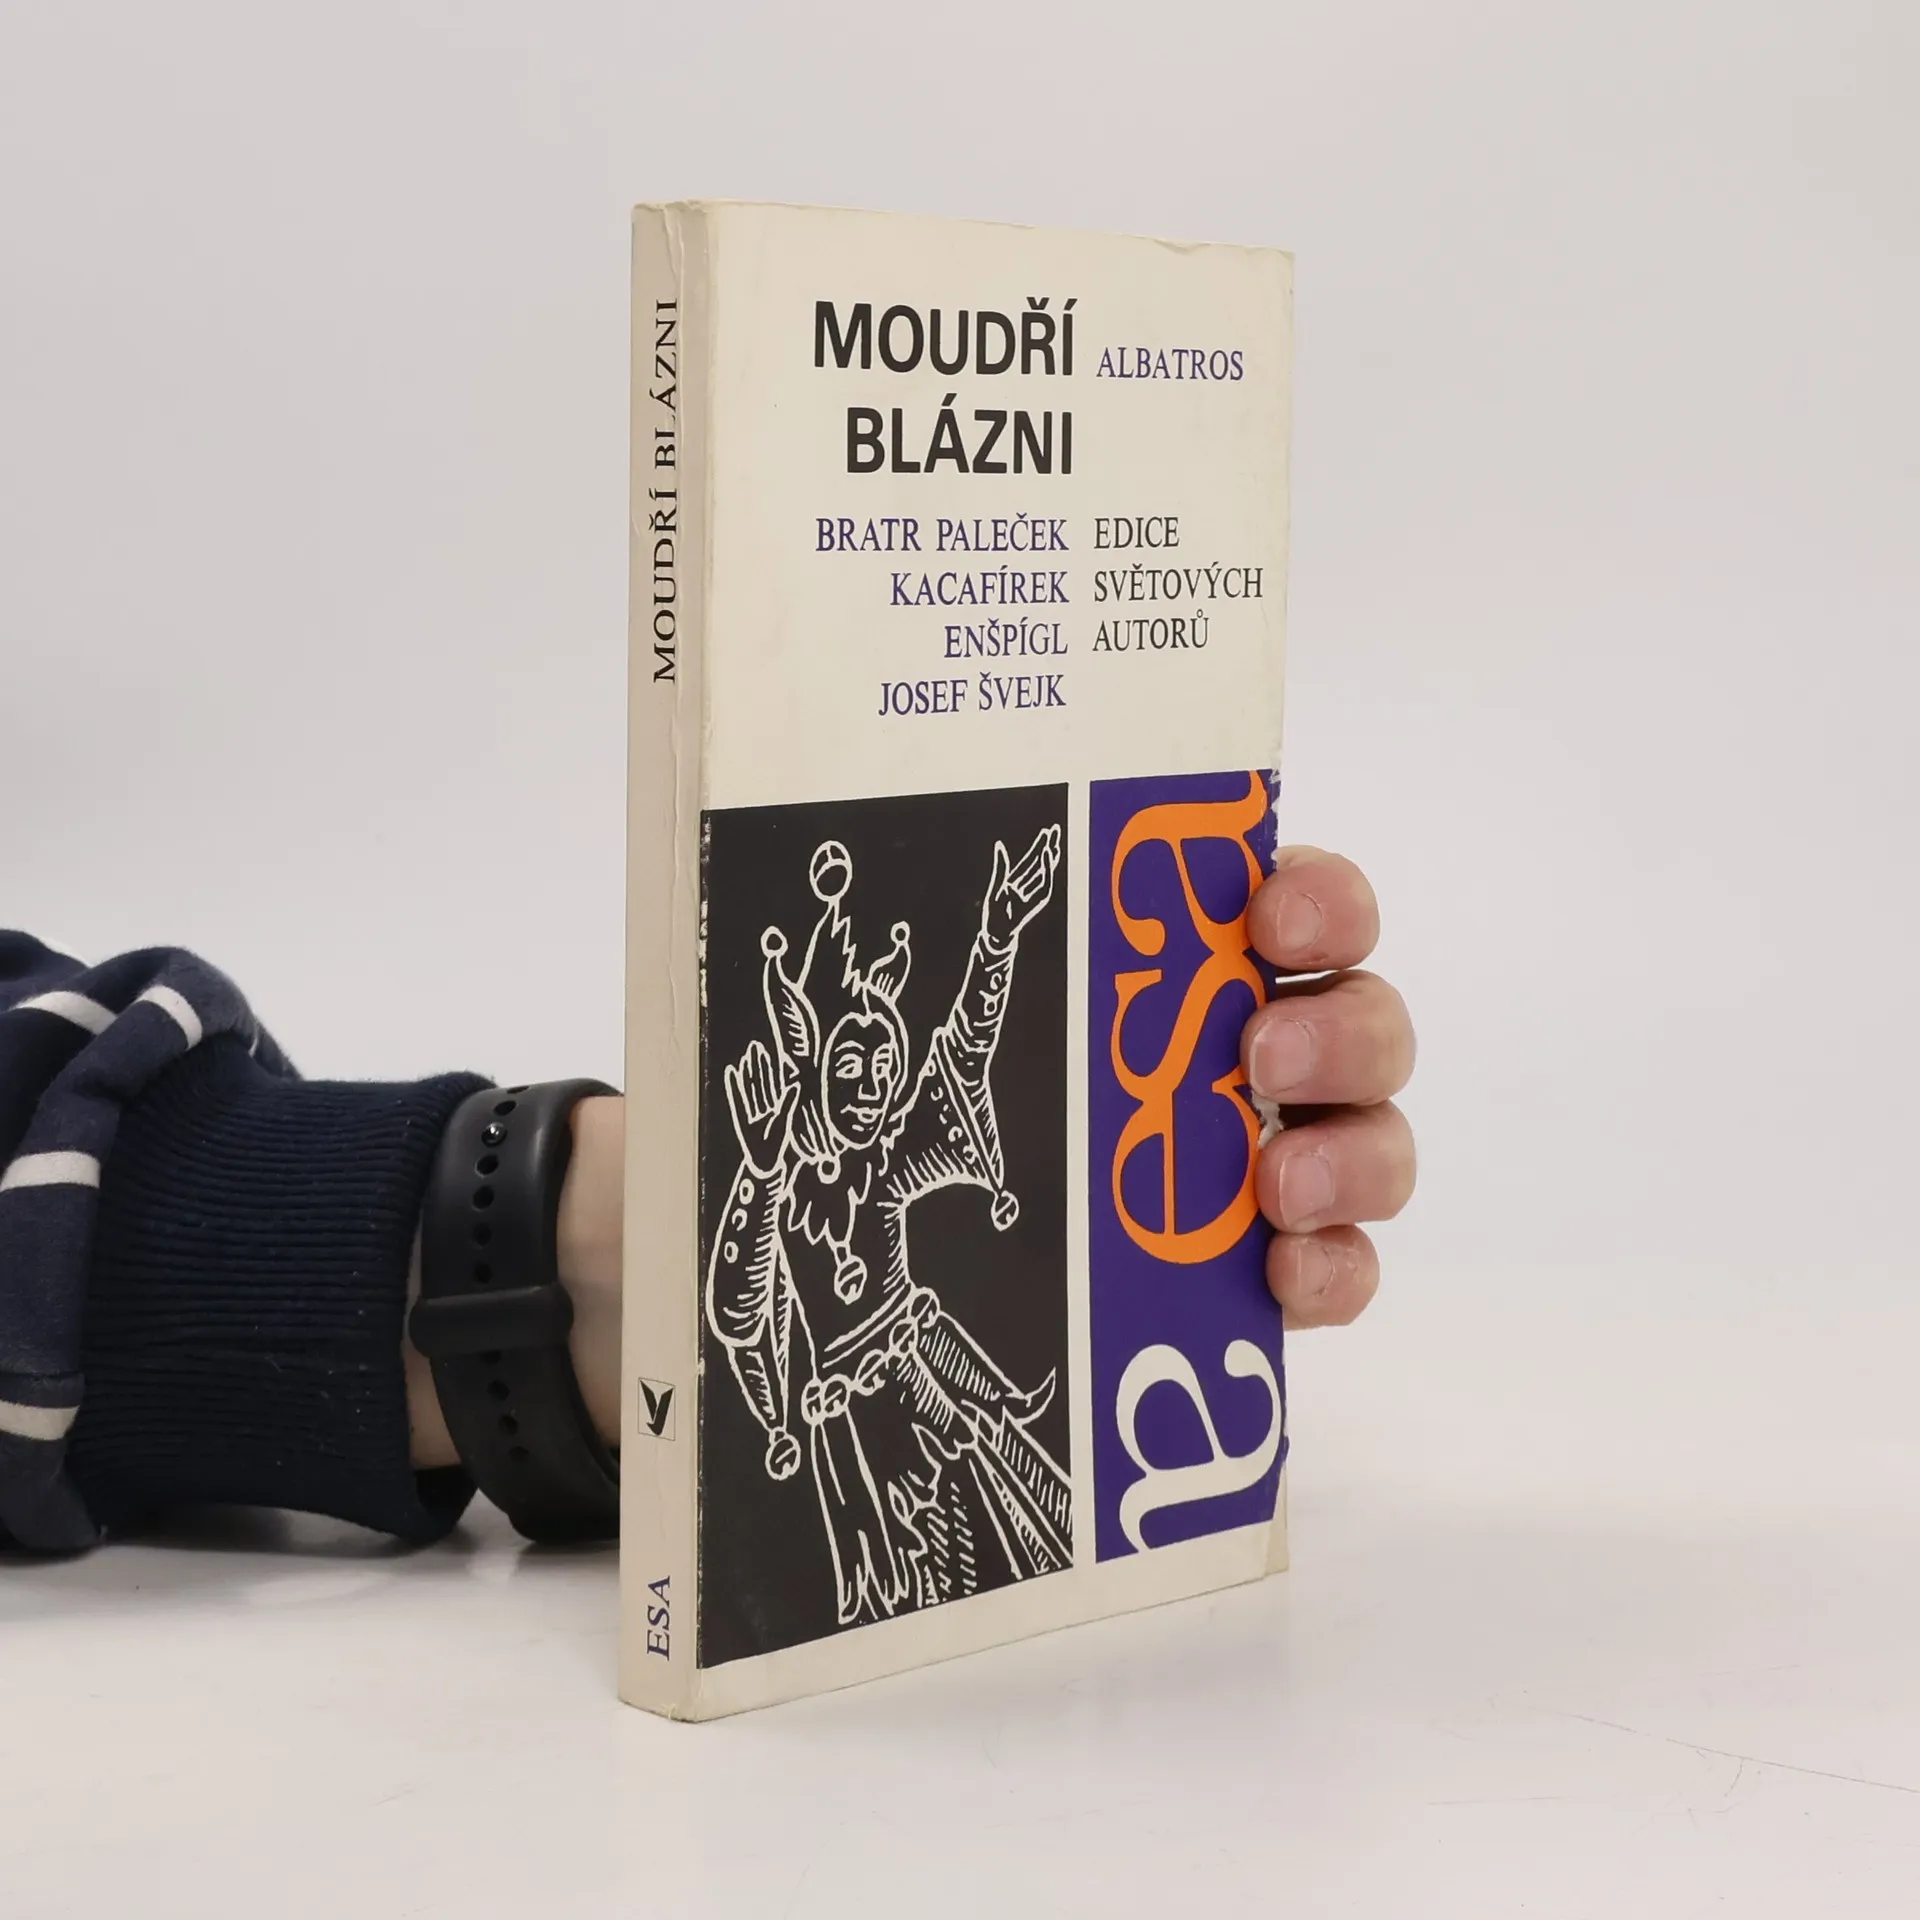 MOUDŘÍ BLÁZNI
ESA
MOUDŘÍ
BLÁZNI
ALBATROS
BRATR PALEČEK
KACAFÍREK
ENŠPÍGL
JOSEF ŠVEJK
EDICE
SVĚTOVÝCH
AUTORŮ
a esa